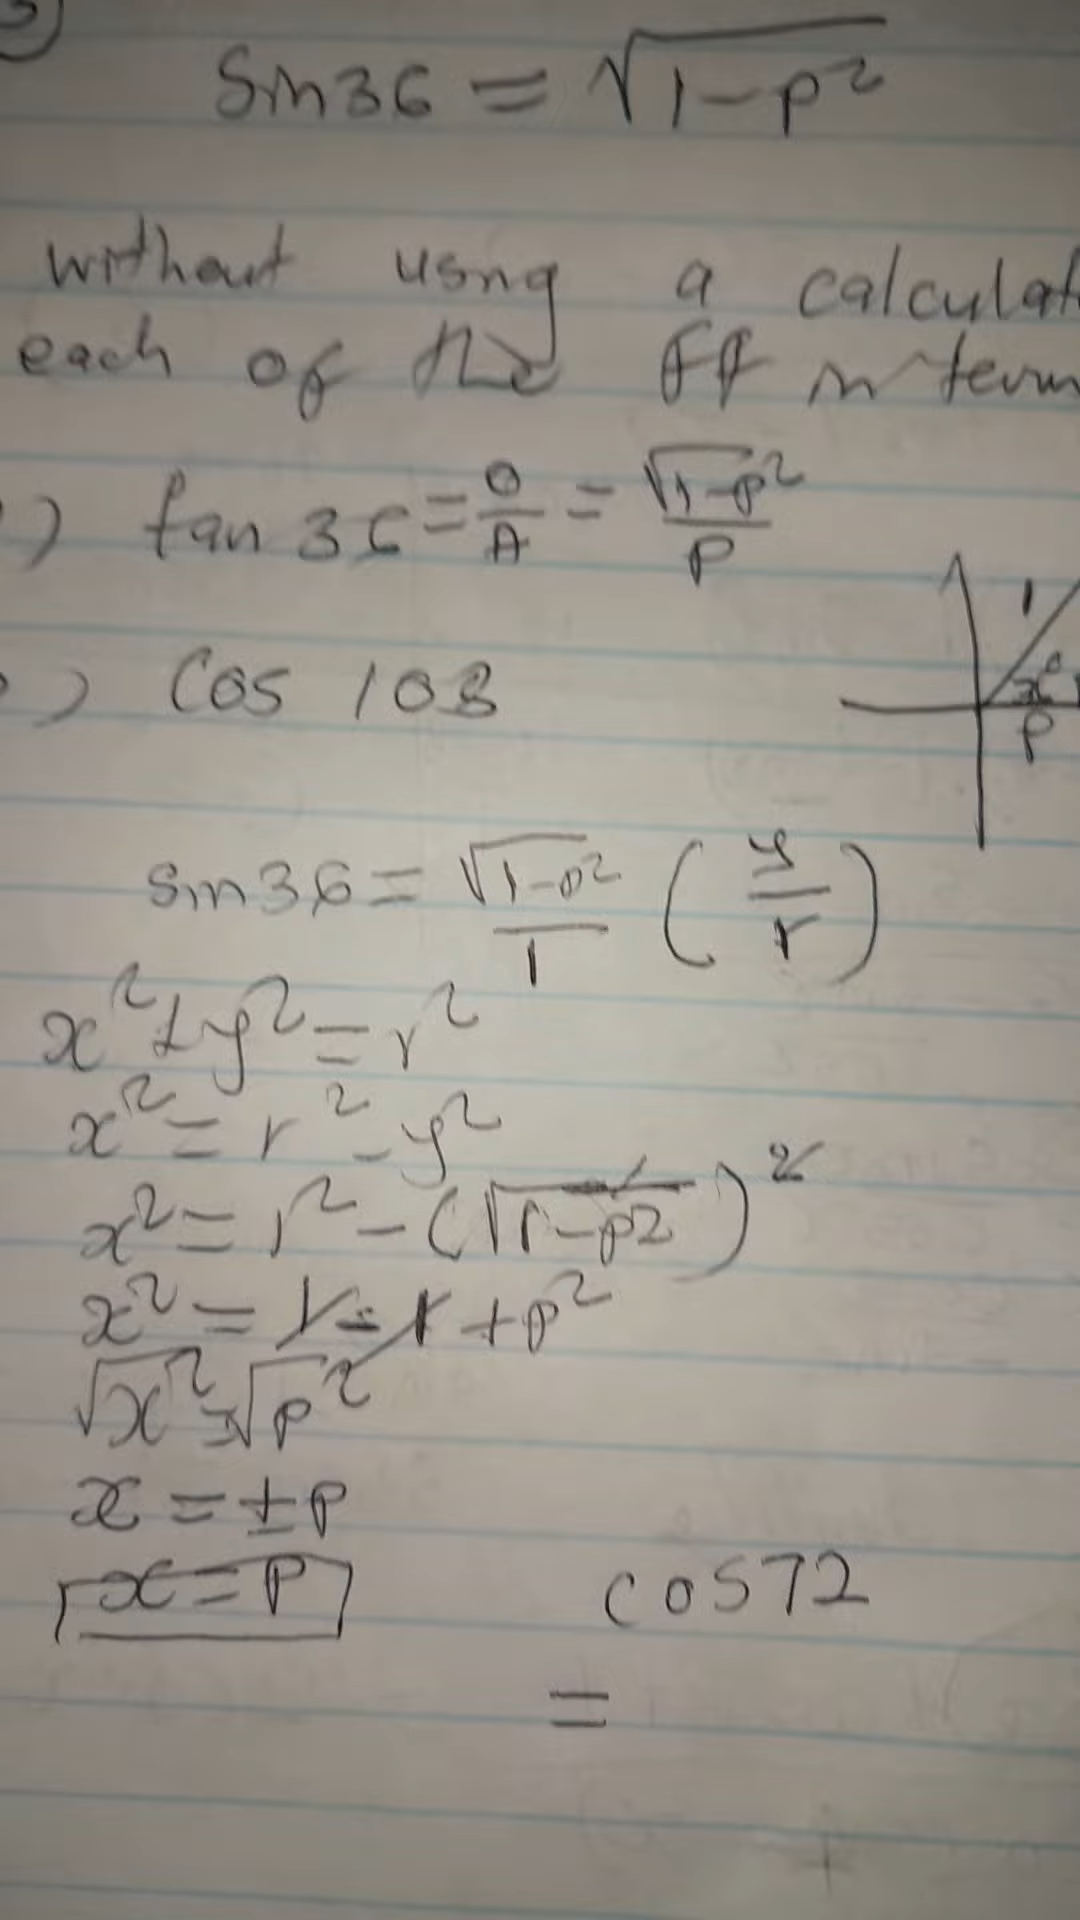 Sin36 = √1-p²
without using a calculat
each of the ff in term
) tan 36 = O/A = √1-p²/P
) Cos 108
1
x°
P
sin36 = √1-p²/1 (y/r)
x² + y² = r²
x² = r² - y²
x² = 1² - (√1-p2)²
x² = 1 - 1 + p²
√x² = √p²
x = ±p
x = P
cos72
=